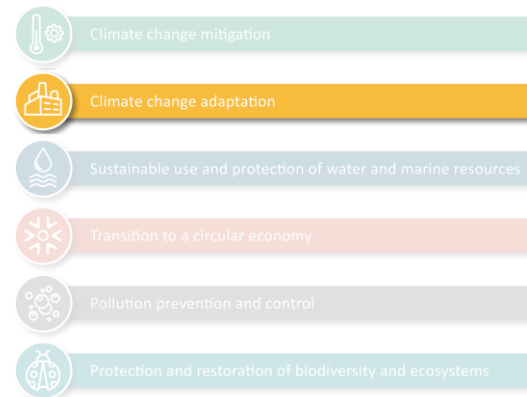 Climate change mitigation
Climate change adaptation
Sustainable use and protection of water and marine resources
Transition to a circular economy
Pollution prevention and control
Protection and restoration of biodiversity and ecosystems